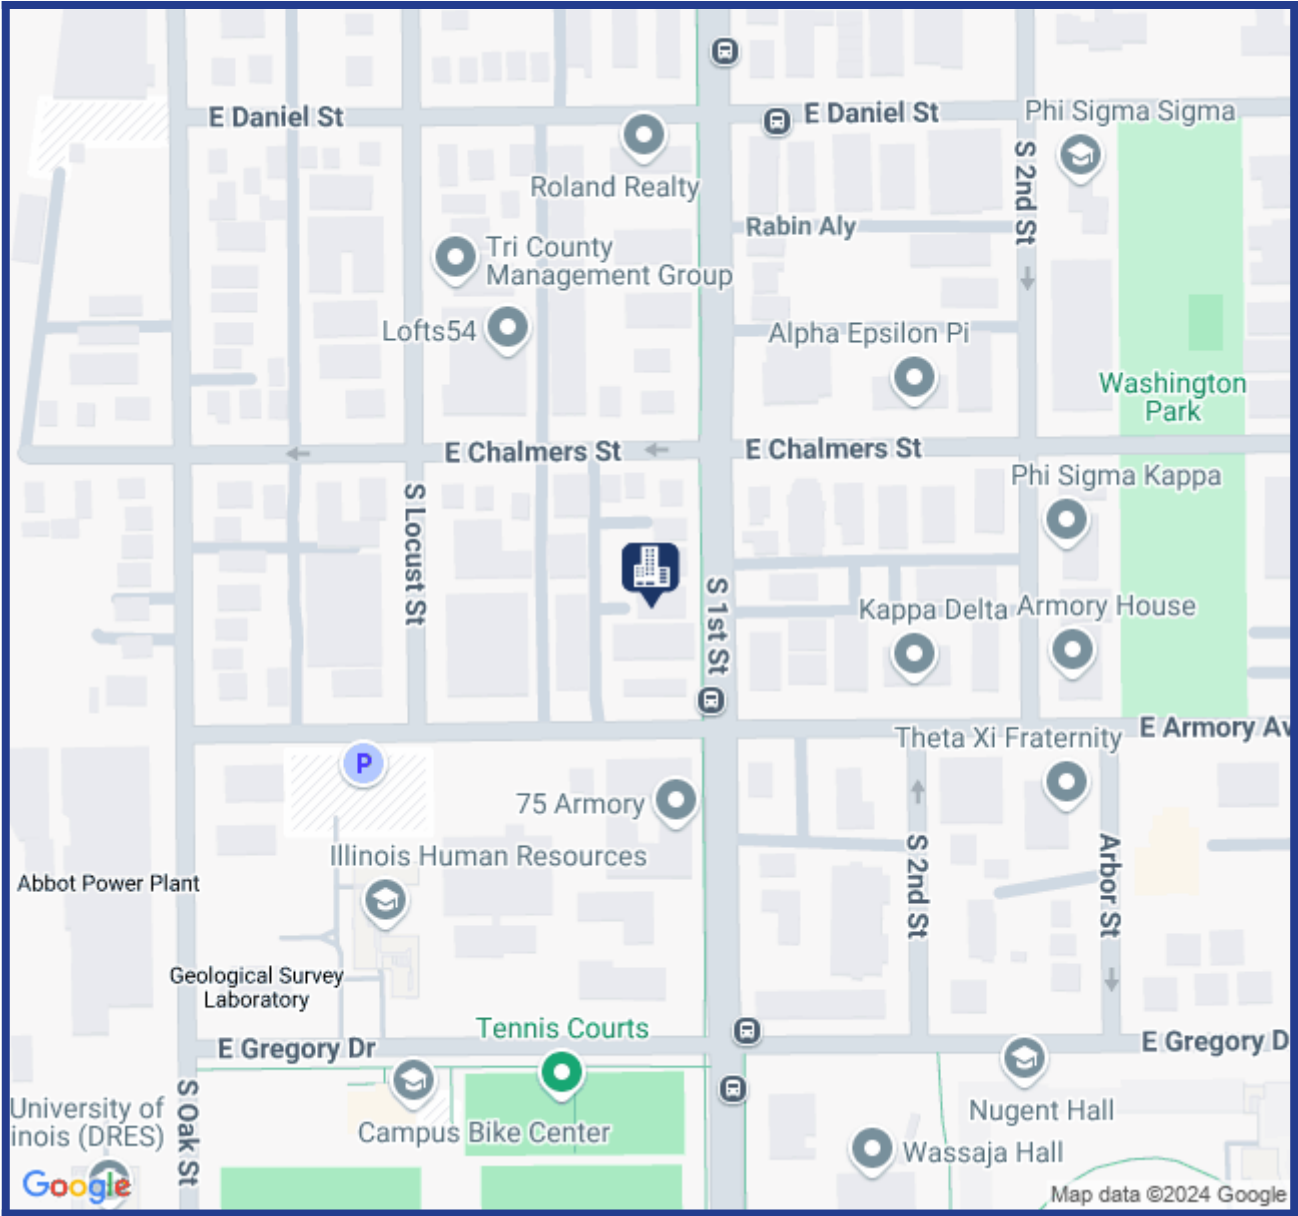 E Daniel St
E Daniel St
Phi Sigma Sigma
S 2nd St
Roland Realty
Rabin Aly
Tri County
Management Group
Lofts54
Alpha Epsilon Pi
Washington
Park
E Chalmers St
E Chalmers St
Phi Sigma Kappa
S Locust St
S 1st St
Kappa Delta
Armory House
E Armory Av
Theta Xi Fraternity
P
75 Armory
Illinois Human Resources
S 2nd St
Arbor St
Abbot Power Plant
Geological Survey
Laboratory
Tennis Courts
E Gregory Dr
E Gregory D
S Oak St
University of
inois (DRES)
Campus Bike Center
Nugent Hall
Wassaja Hall
Google
Map data ©2024 Google